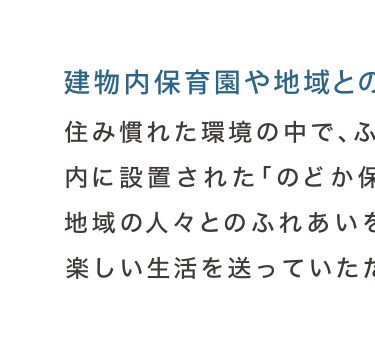 建物内保育園や地域との
住み慣れた環境の中で、ふ
内に設置された「のどか保
地域の人々とのふれあいを
楽しい生活を送っていただ